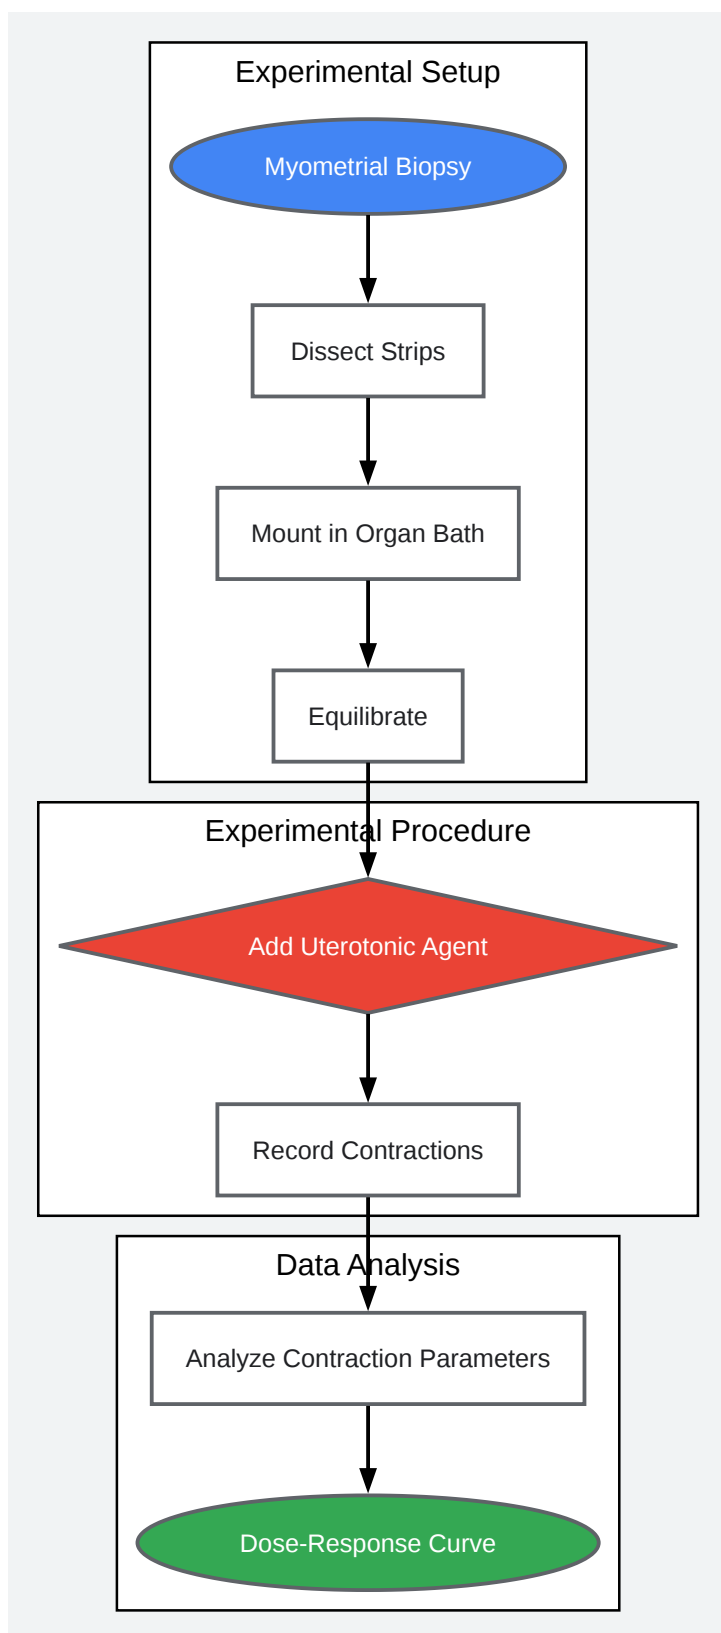 Experimental Setup
Myometrial Biopsy
Dissect Strips
Mount in Organ Bath
Equilibrate
Experimental Procedure
Add Uterotonic Agent
Record Contractions
Data Analysis
Analyze Contraction Parameters
Dose-Response Curve